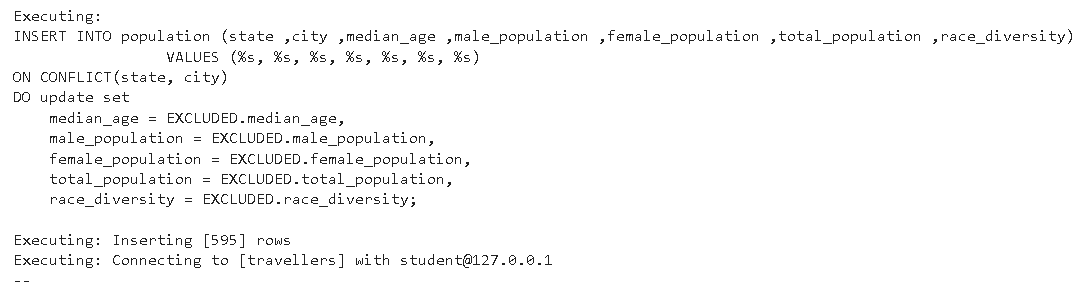 Executing:
INSERT INTO population (state ,city ,median_age ,male_population ,female_population ,total_population ,race_diversity)
                 VALUES (%s, %s, %s, %s, %s, %s, %s)
ON CONFLICT(state, city)
DO update set
    median_age = EXCLUDED.median_age,
    male_population = EXCLUDED.male_population,
    female_population = EXCLUDED.female_population,
    total_population = EXCLUDED.total_population,
    race_diversity = EXCLUDED.race_diversity;

Executing: Inserting [595] rows
Executing: Connecting to [travellers] with student@127.0.0.1
--